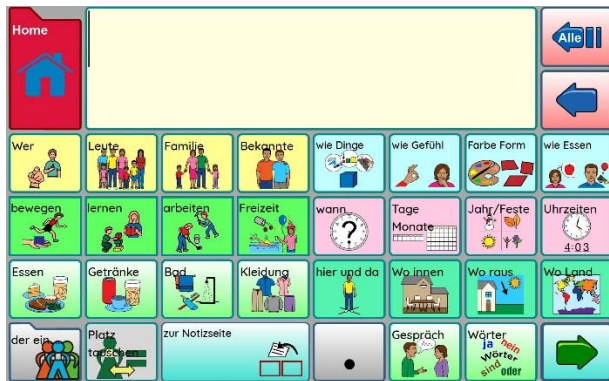 Home
Alle
Wer
Leute
Familie
Bekannte
wie Dinge
wie Gefühl
Farbe Form
wie Essen
bewegen
lernen
arbeiten
Freizeit
wann
Tage
Monate
Jahr/Feste
Uhrzeiten
4:03
Essen
Getränke
Bad
Kleidung
hier und da
Wo innen
Wo raus
Wo Land
der ein
Platz
tauschen
zur Notizseite
.
Gespräch
Wörter
ja nein
Wörter
sind oder